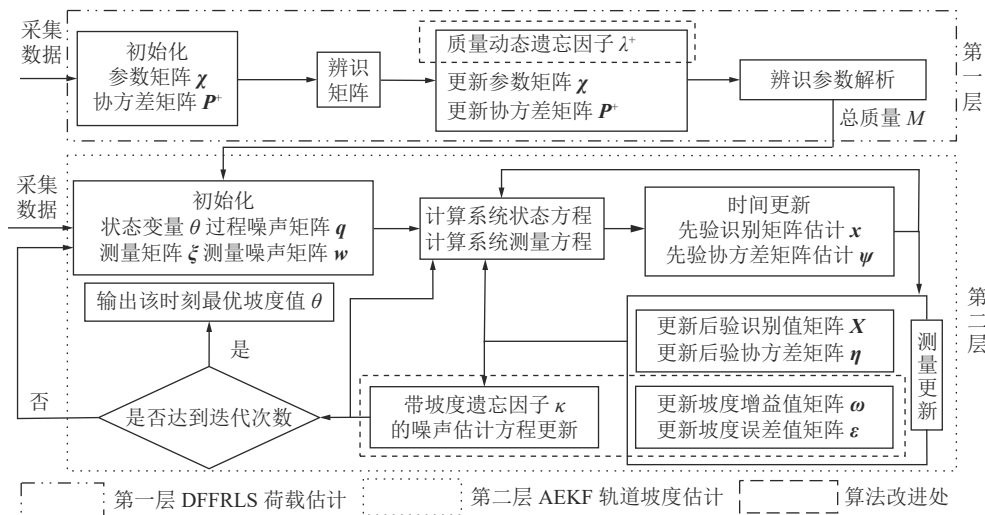 采集
数据
初始化
参数矩阵 χ
协方差矩阵 P⁺
辨识
矩阵
质量动态遗忘因子 λ⁺
更新参数矩阵 χ
更新协方差矩阵 P⁺
辨识参数解析
总质量 M
第一层
采集
数据
初始化
状态变量 θ 过程噪声矩阵 q
测量矩阵 ξ 测量噪声矩阵 w
计算系统状态方程
计算系统测量方程
时间更新
先验识别矩阵估计 x
先验协方差矩阵估计 ψ
输出该时刻最优坡度值 θ
是
否
是否达到迭代次数
带坡度遗忘因子 κ
的噪声估计方程更新
更新后验识别值矩阵 X
更新后验协方差矩阵 η
更新坡度增益值矩阵 ω
更新坡度误差值矩阵 ε
测量更新
第二层
第一层 DFFRLS 荷载估计
第二层 AEKF 轨道坡度估计
算法改进处